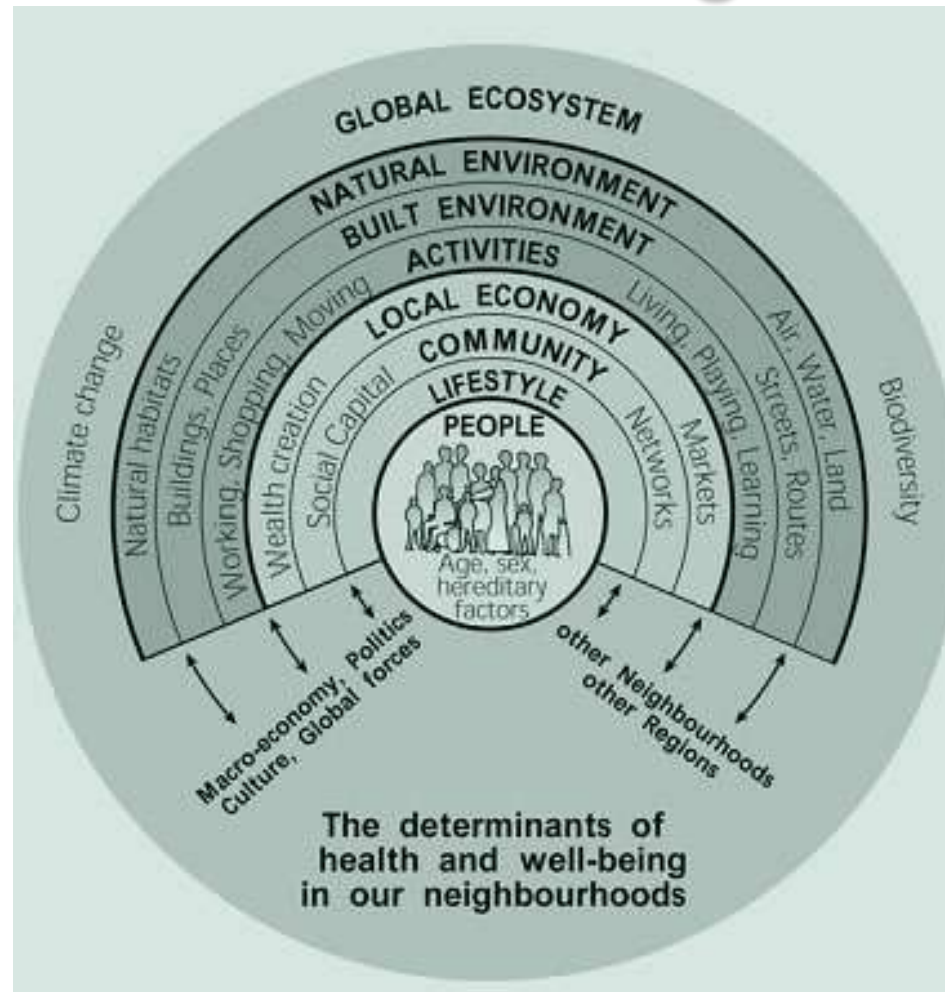 GLOBAL ECOSYSTEM
NATURAL ENVIRONMENT
BUILT ENVIRONMENT
ACTIVITIES
LOCAL ECONOMY
COMMUNITY
LIFESTYLE
PEOPLE
Age, sex,
hereditary
factors
Climate change
Natural habitats
Buildings, Places
Working, Shopping, Moving
Wealth creation
Social Capital
Networks
Markets
Living, Playing, Learning
Streets, Routes
Air, Water, Land
Biodiversity
Macro-economy, Politics
Culture, Global forces
other Neighbourhoods
other Regions
The determinants of
health and well-being
in our neighbourhoods